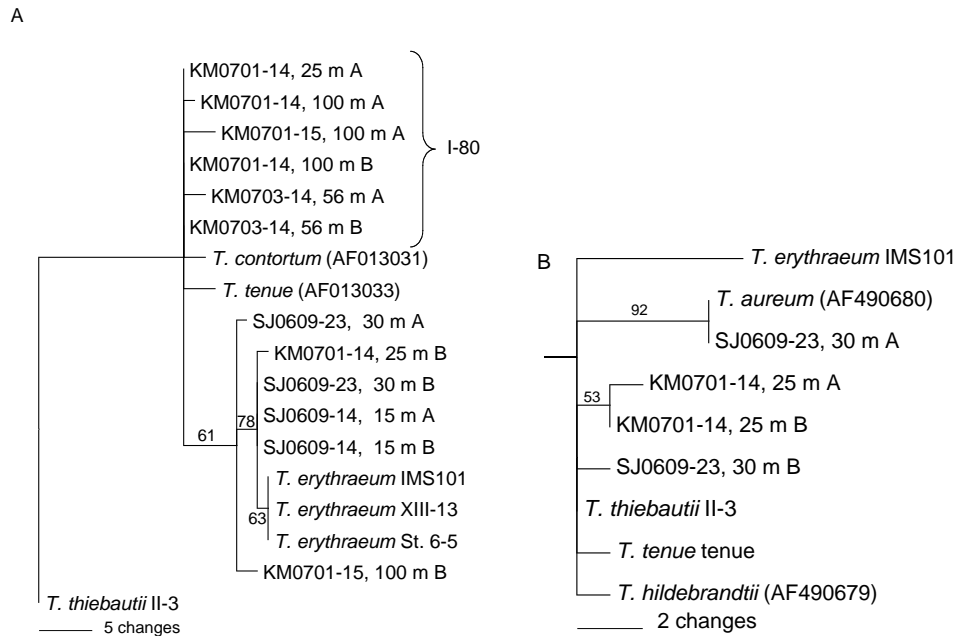 A
KM0701-14, 25 m A
KM0701-14, 100 m A
KM0701-15, 100 m A
KM0701-14, 100 m B
KM0703-14, 56 m A
KM0703-14, 56 m B
I-80
T. contortum (AF013031)
T. tenue (AF013033)
SJ0609-23, 30 m A
KM0701-14, 25 m B
SJ0609-23, 30 m B
SJ0609-14, 15 m A
SJ0609-14, 15 m B
T. erythraeum IMS101
T. erythraeum XIII-13
T. erythraeum St. 6-5
KM0701-15, 100 m B
61
78
63
T. thiebautii II-3
5 changes
B
T. erythraeum IMS101
92
T. aureum (AF490680)
SJ0609-23, 30 m A
KM0701-14, 25 m A
53
KM0701-14, 25 m B
SJ0609-23, 30 m B
T. thiebautii II-3
T. tenue tenue
T. hildebrandtii (AF490679)
2 changes